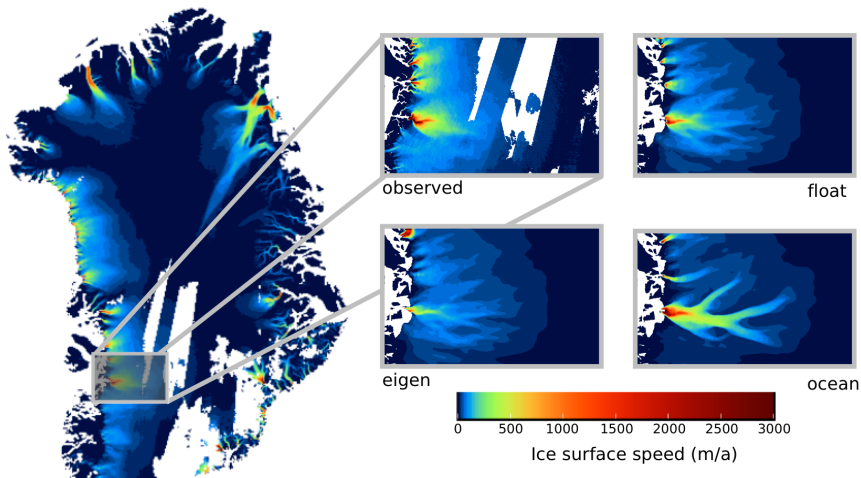 observed
float
eigen
ocean
0 500 1000 1500 2000 2500 3000
Ice surface speed (m/a)